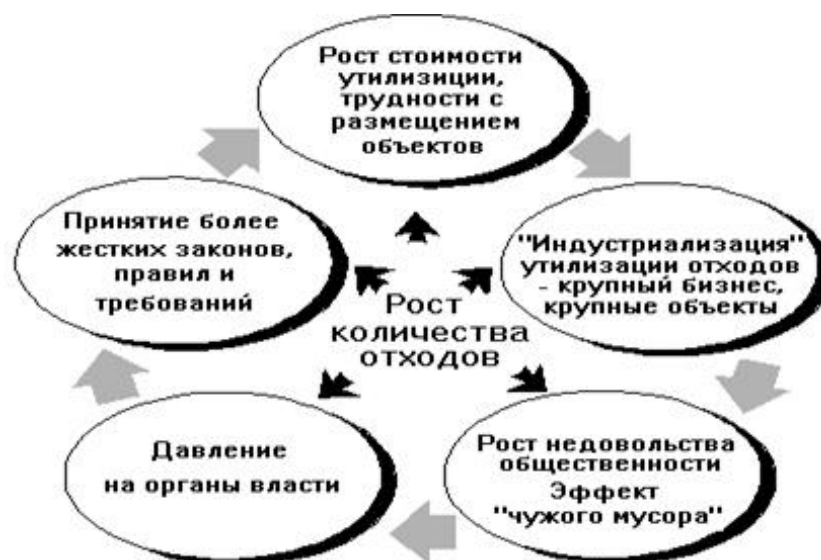 Рост стоимости
утилизиции,
трудности с
размещением
объектов
"Индустриализация"
утилизации отходов
- крупный бизнес,
крупные объекты
Рост недовольства
общественности
Эффект
"чужого мусора"
Давление
на органы власти
Принятие более
жестких законов,
правил и
требований
Рост
количества
отходов